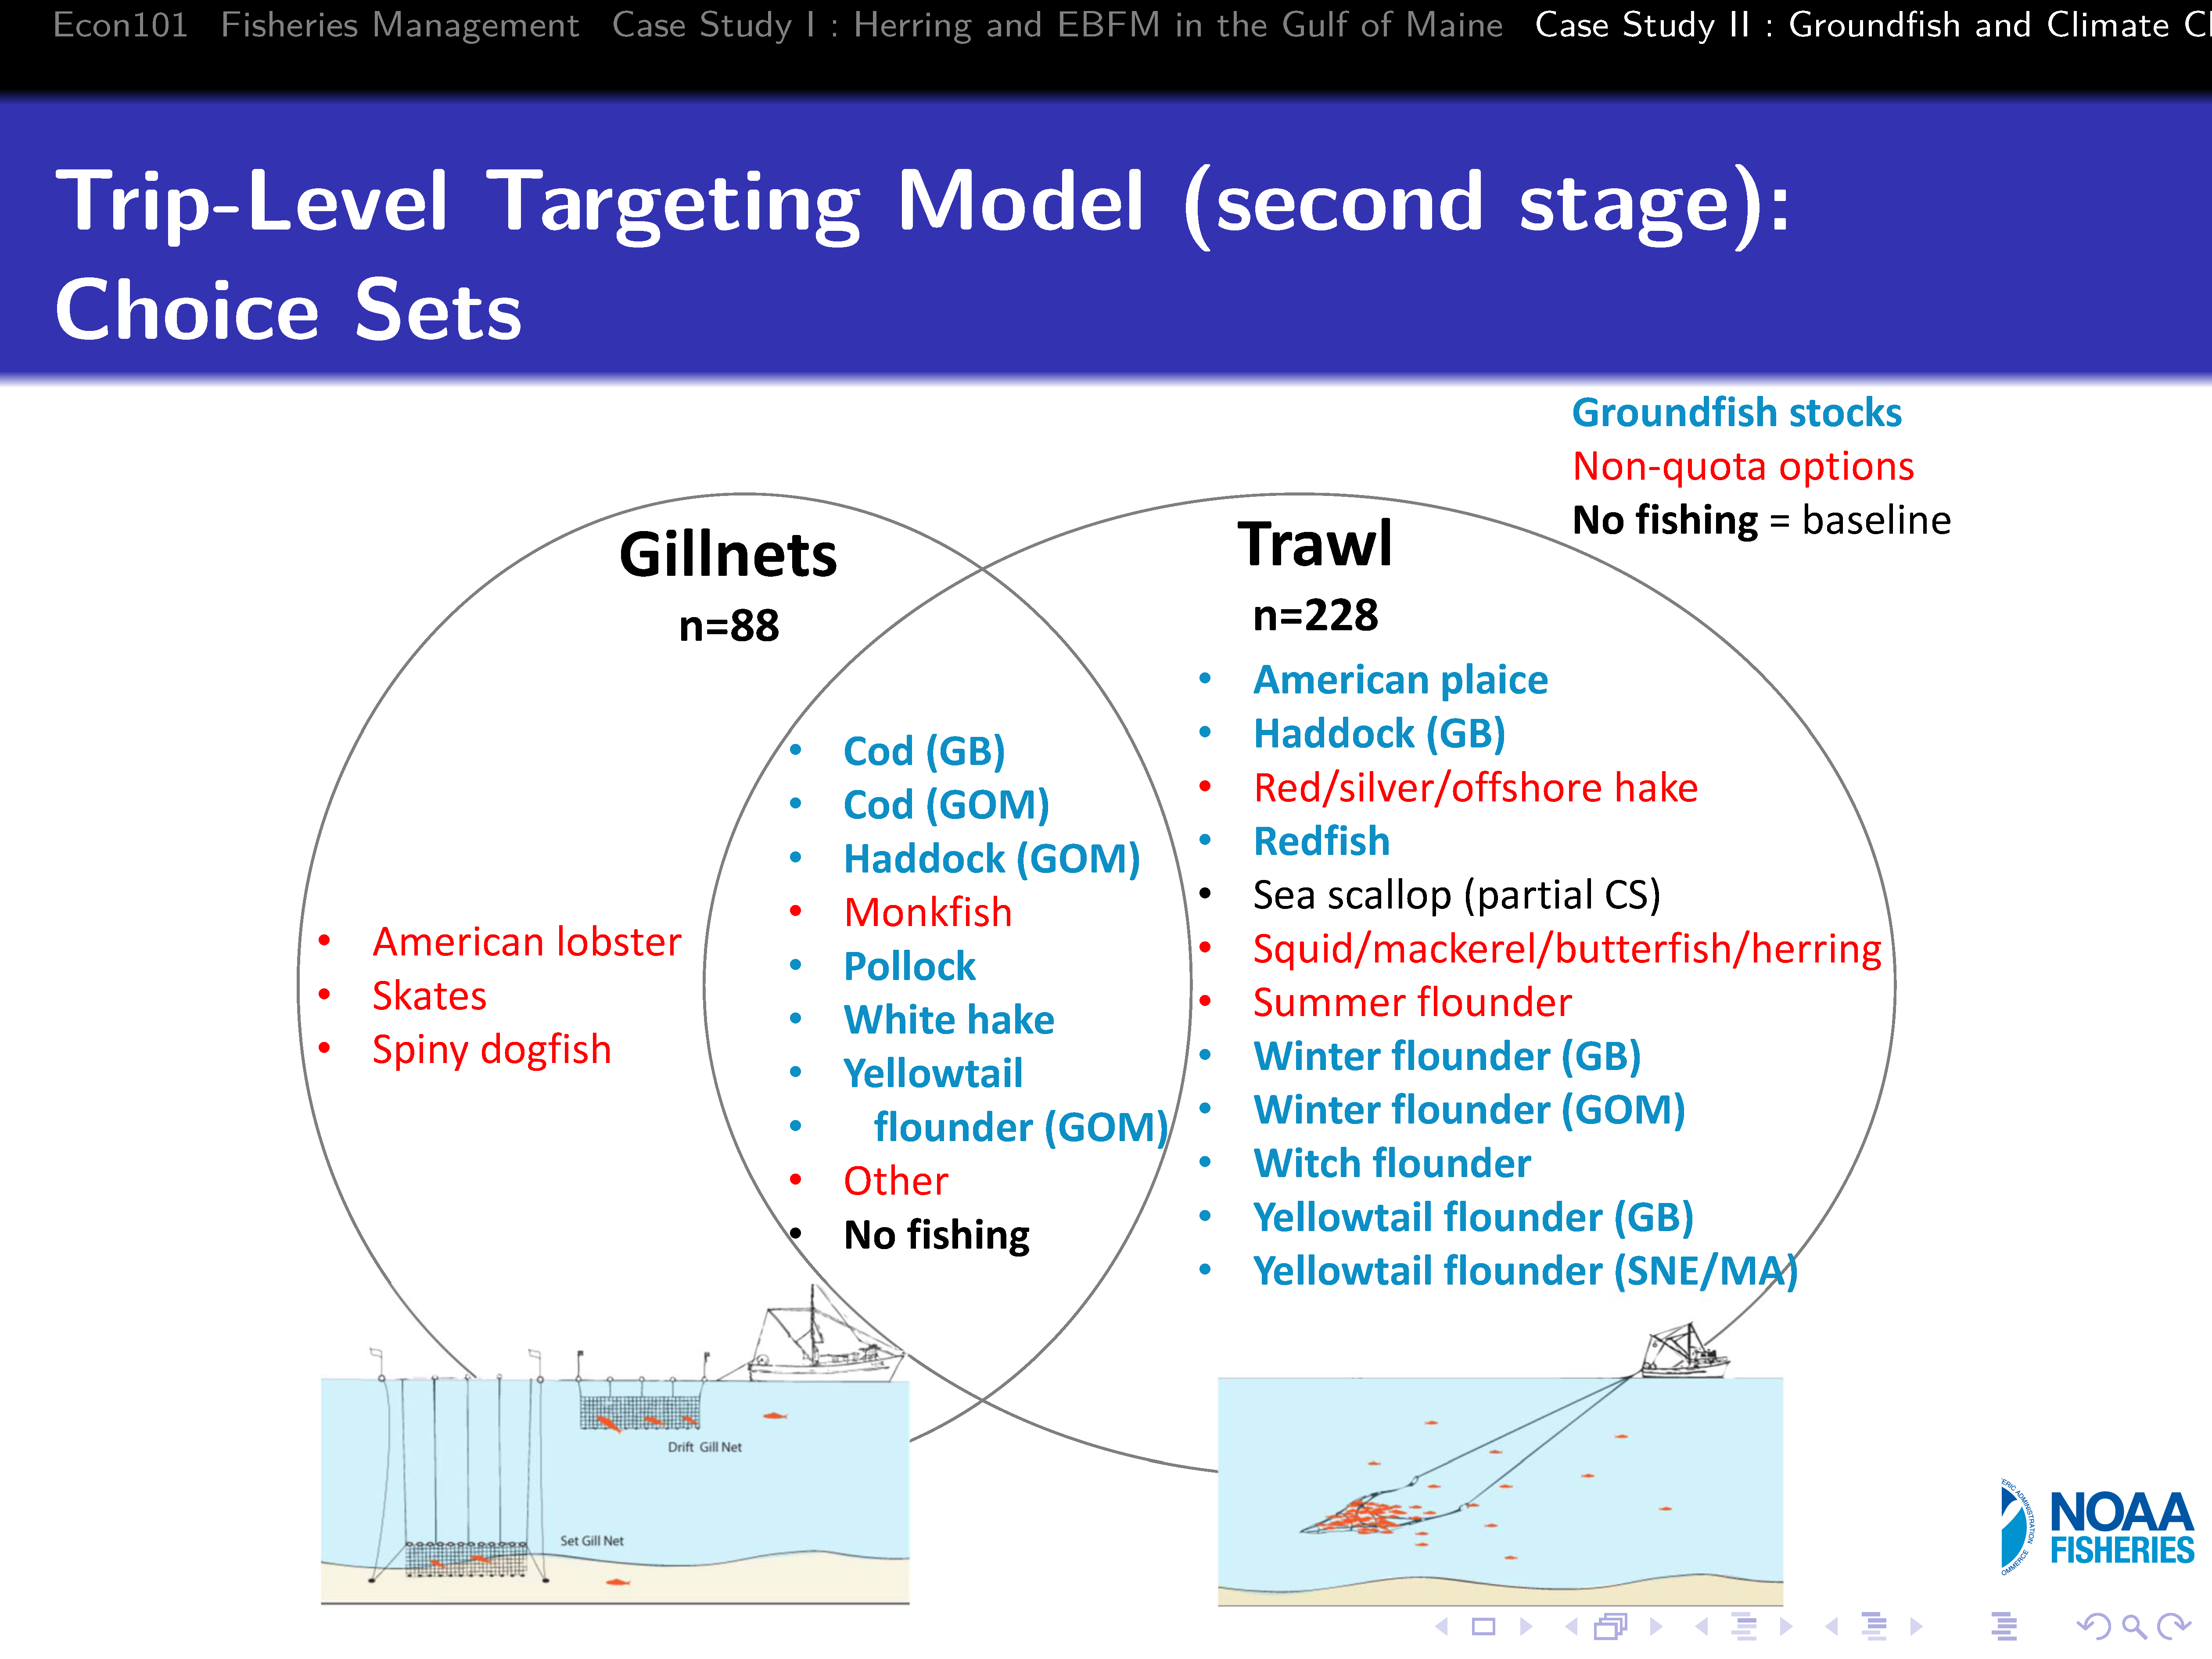 Econ101 Fisheries Management Case Study I : Herring and EBFM in the Gulf of Maine Case Study II : Groundfish and Climate
Trip-Level Targeting Model (second stage):
Choice Sets
Groundfish stocks
Non-quota options
No fishing = baseline
Gillnets
n=88
• American lobster
• Skates
• Spiny dogfish
• Cod (GB)
• Cod (GOM)
• Haddock (GOM)
• Monkfish
• Pollock
• White hake
• Yellowtail
• flounder (GOM)
• Other
• No fishing
Trawl
n=228
• American plaice
• Haddock (GB)
• Red/silver/offshore hake
• Redfish
• Sea scallop (partial CS)
• Squid/mackerel/butterfish/herring
• Summer flounder
• Winter flounder (GB)
• Winter flounder (GOM)
• Witch flounder
• Yellowtail flounder (GB)
• Yellowtail flounder (SNE/MA)
Drift Gill Net
Set Gill Net
NOAA
FISHERIES